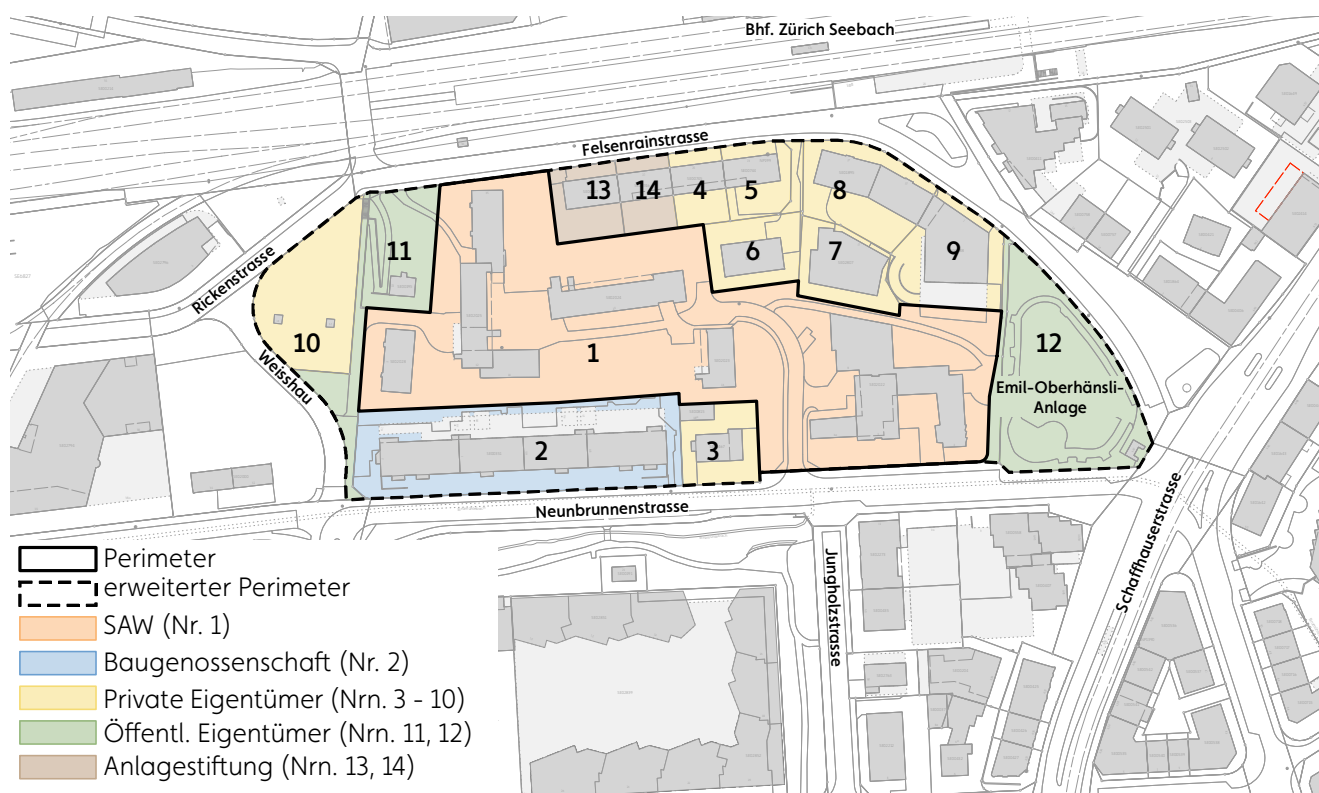 Bhf. Zürich Seebach
Felsenrainstrasse
13
14
4
5
8
11
6
7
9
Rickenstrasse
10
1
12
Weisshau
Emil-Oberhänsli-
Anlage
2
3
Neunbrunnenstrasse
Schaffhauserstrasse
Jungholzstrasse
Perimeter
erweiterter Perimeter
SAW (Nr. 1)
Baugenossenschaft (Nr. 2)
Private Eigentümer (Nrn. 3 - 10)
Öffentl. Eigentümer (Nrn. 11, 12)
Anlagestiftung (Nrn. 13, 14)